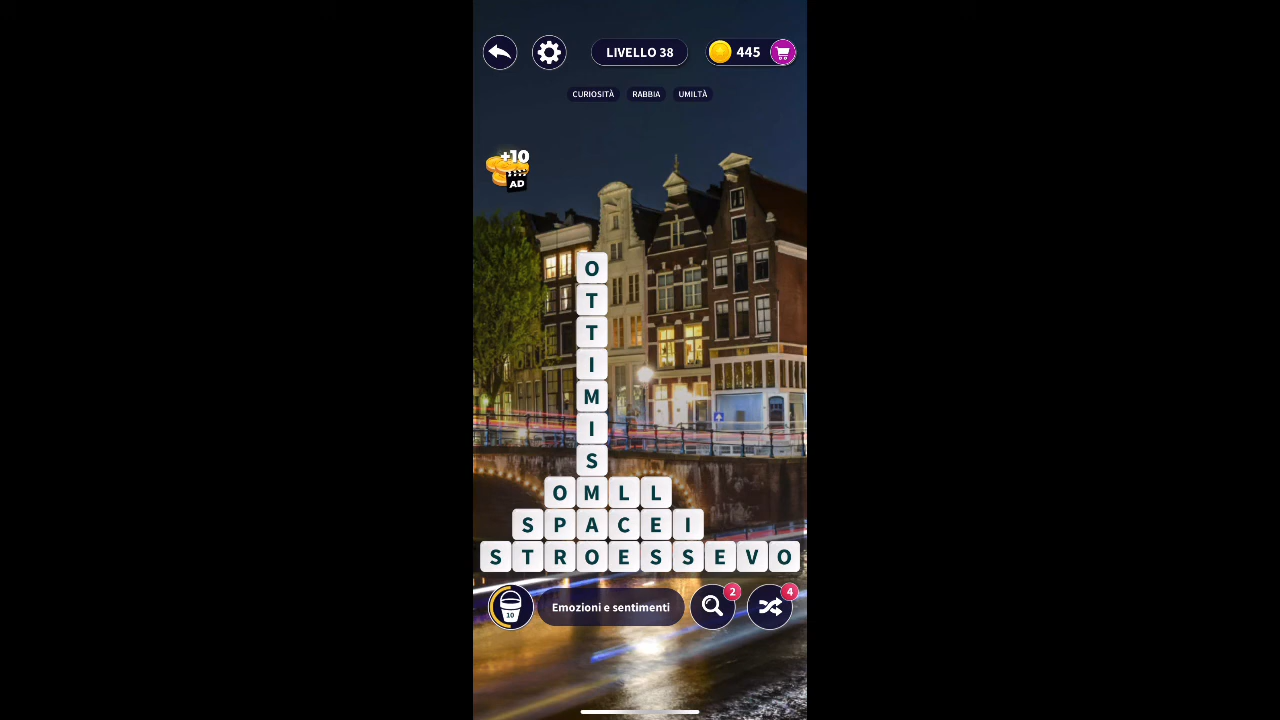 LIVELLO 38
445
CURIOSITÀ RABBIA UMILTÀ
+10
AD
O
T
T
I
M
I
S
O M L L
S P A C E I
S T R O E S S E V O
10
Emozioni e sentimenti
2
4